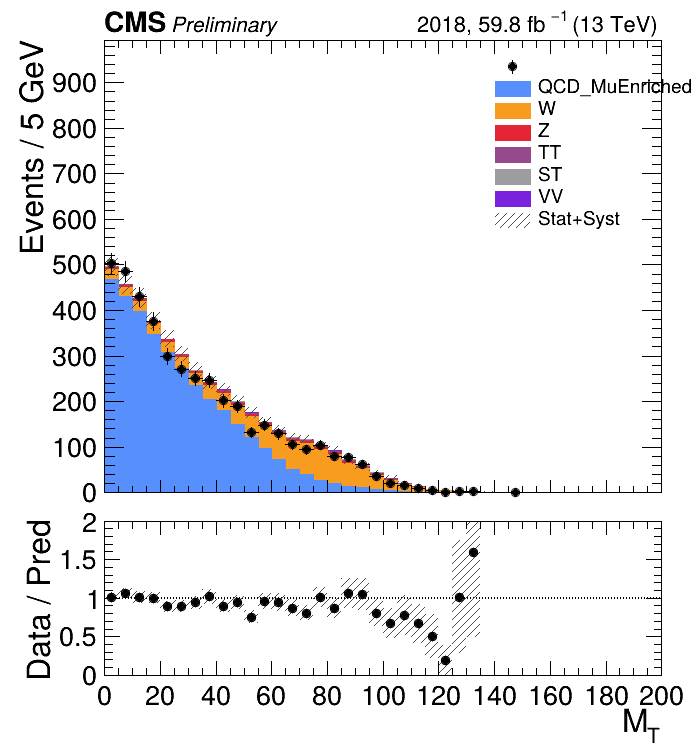 CMS Preliminary 2018, 59.8 fb⁻¹ (13 TeV)
Events / 5 GeV
900
800
700
600
500
400
300
200
100
0
QCD_MuEnriched
W
Z
TT
ST
VV
Stat+Syst
Data / Pred
2
1.5
1
0.5
0
0 20 40 60 80 100 120 140 160 180 200
M_T